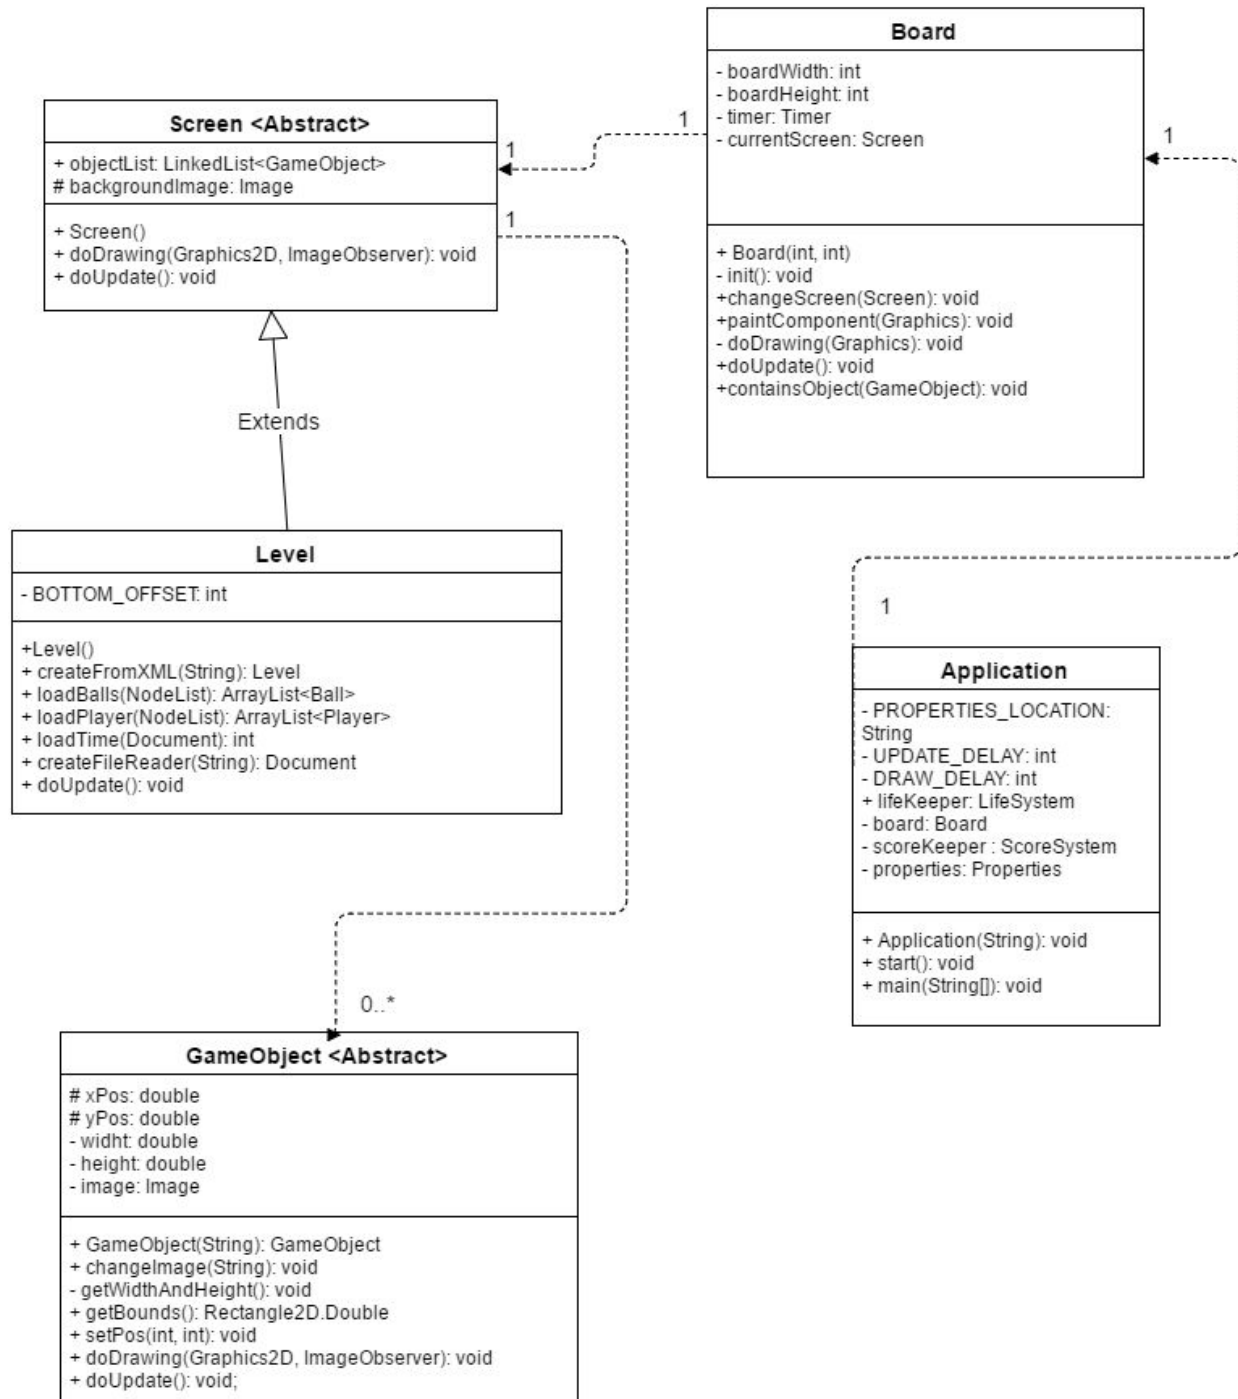 Board
- boardWidth: int
- boardHeight: int
- timer: Timer
- currentScreen: Screen
+ Board(int, int)
- init(): void
+changeScreen(Screen): void
+paintComponent(Graphics): void
- doDrawing(Graphics): void
+doUpdate(): void
+containsObject(GameObject): void
1
1
1
1
Screen <Abstract>
+ objectList: LinkedList<GameObject>
# backgroundImage: Image
+ Screen()
+ doDrawing(Graphics2D, ImageObserver): void
+ doUpdate(): void
Extends
Level
- BOTTOM_OFFSET: int
+Level()
+ createFromXML(String): Level
+ loadBalls(NodeList): ArrayList<Ball>
+ loadPlayer(NodeList): ArrayList<Player>
+ loadTime(Document): int
+ createFileReader(String): Document
+ doUpdate(): void
1
Application
- PROPERTIES_LOCATION:
String
- UPDATE_DELAY: int
- DRAW_DELAY: int
+ lifeKeeper: LifeSystem
- board: Board
- scoreKeeper : ScoreSystem
- properties: Properties
+ Application(String): void
+ start(): void
+ main(String[]): void
0..*
GameObject <Abstract>
# xPos: double
# yPos: double
- widht: double
- height: double
- image: Image
+ GameObject(String): GameObject
+ changeImage(String): void
- getWidthAndHeight(): void
+ getBounds(): Rectangle2D.Double
+ setPos(int, int): void
+ doDrawing(Graphics2D, ImageObserver): void
+ doUpdate(): void;